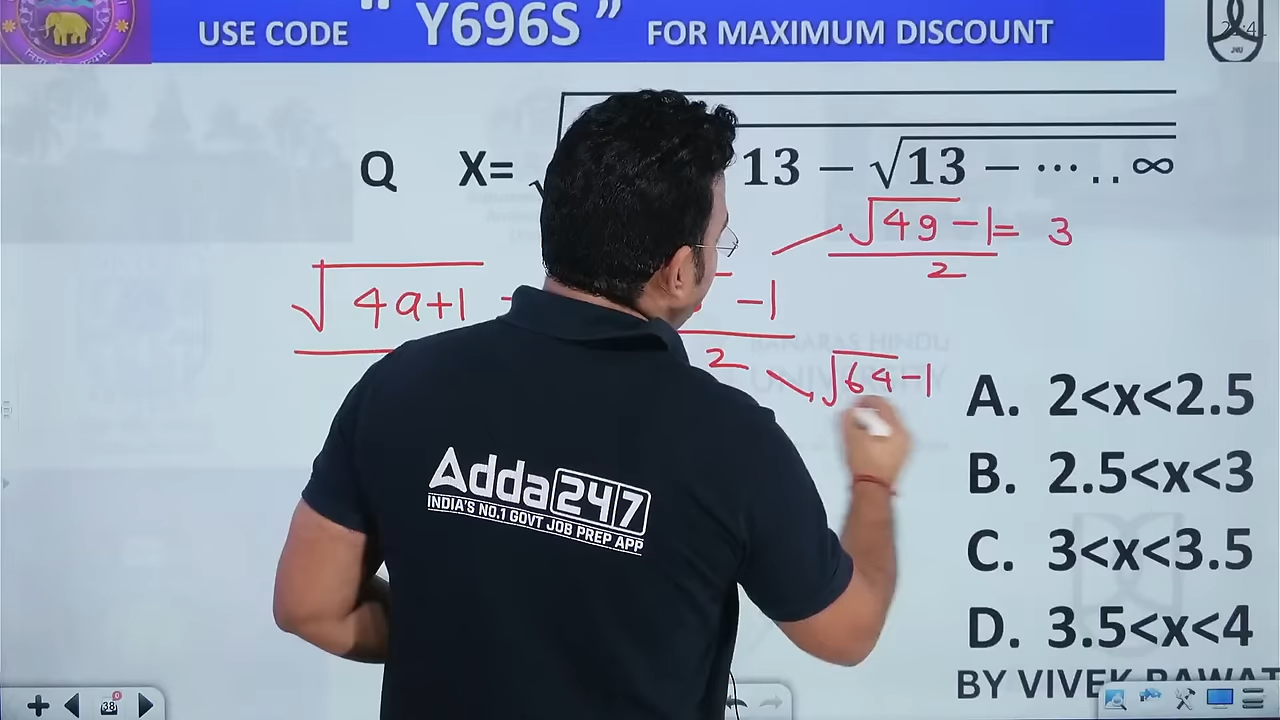 USE CODE " Y696S " FOR MAXIMUM DISCOUNT
Q X= √ 13 − √13 − ⋯ . . ∞
√49 -1 = 3
2
√4a+1 - -1
2
√64-1
A. 2<x<2.5
B. 2.5<x<3
C. 3<x<3.5
D. 3.5<x<4
Adda247
INDIA'S NO.1 GOVT JOB PREP APP
BY VIVEK RAWAT
38